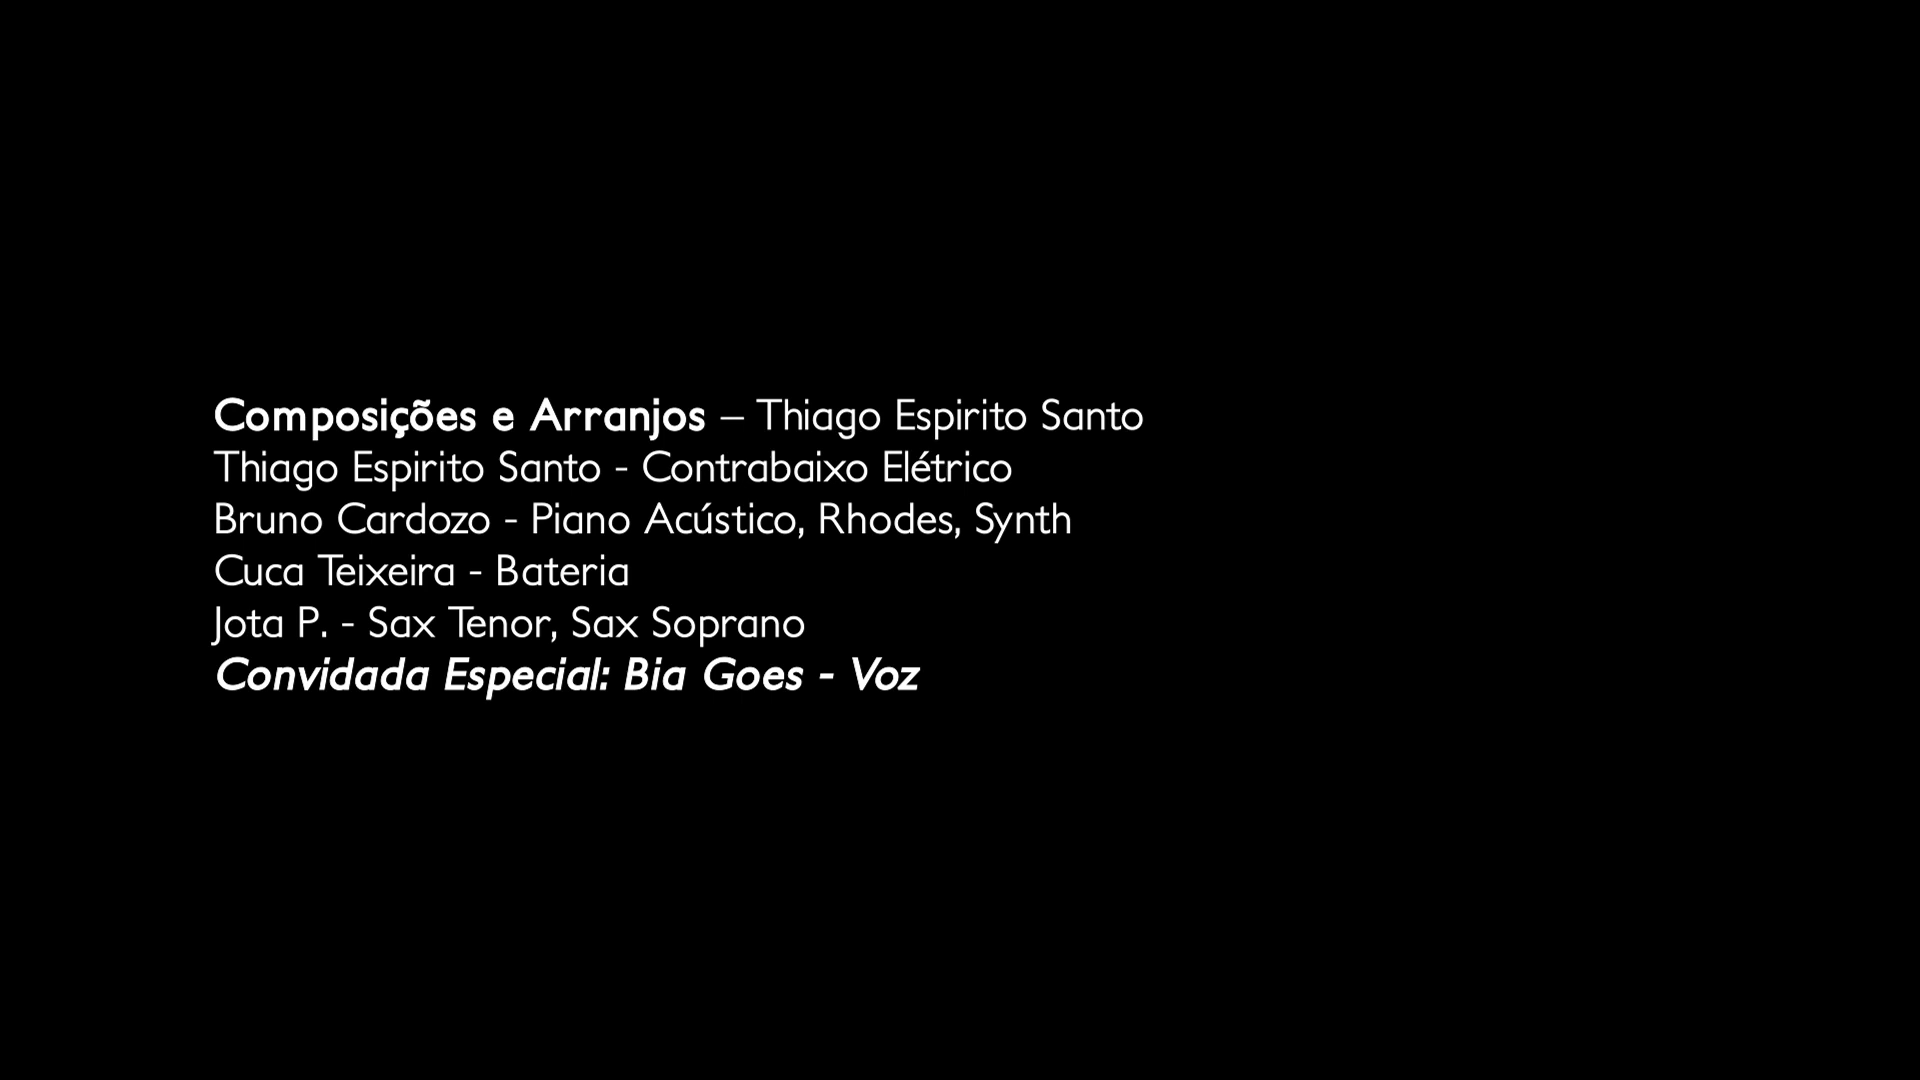 Composições e Arranjos – Thiago Espirito Santo
Thiago Espirito Santo - Contrabaixo Elétrico
Bruno Cardozo - Piano Acústico, Rhodes, Synth
Cuca Teixeira - Bateria
Jota P. - Sax Tenor, Sax Soprano
Convidada Especial: Bia Goes - Voz